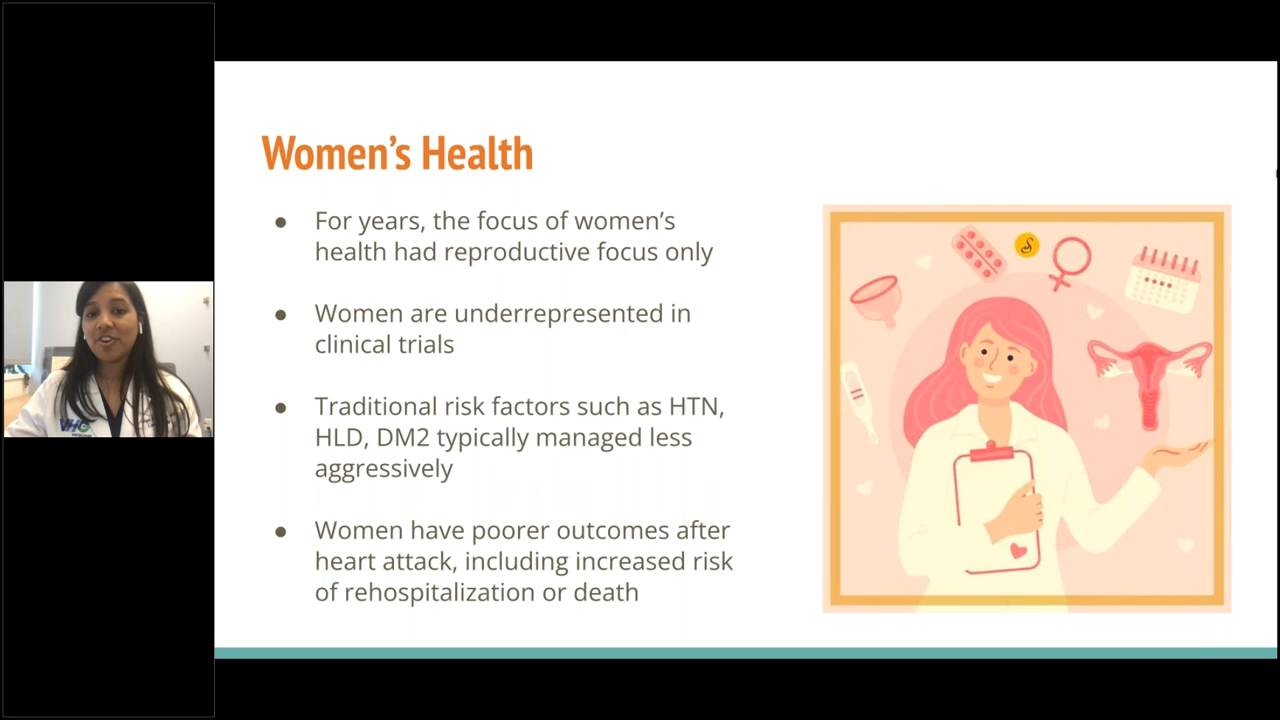 Women's Health
● For years, the focus of women's
health had reproductive focus only
● Women are underrepresented in
clinical trials
● Traditional risk factors such as HTN,
HLD, DM2 typically managed less
aggressively
● Women have poorer outcomes after
heart attack, including increased risk
of rehospitalization or death
VHC